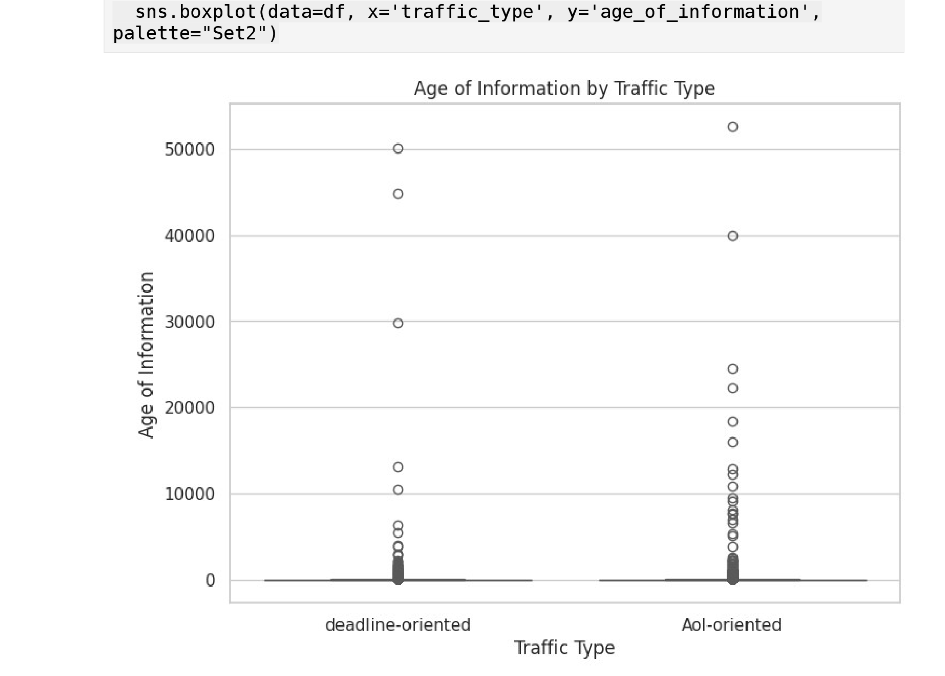 sns.boxplot(data=df, x='traffic_type', y='age_of_information',
palette="Set2")
Age of Information by Traffic Type
50000
40000
30000
20000
10000
0
Age of Information
deadline-oriented
AoI-oriented
Traffic Type